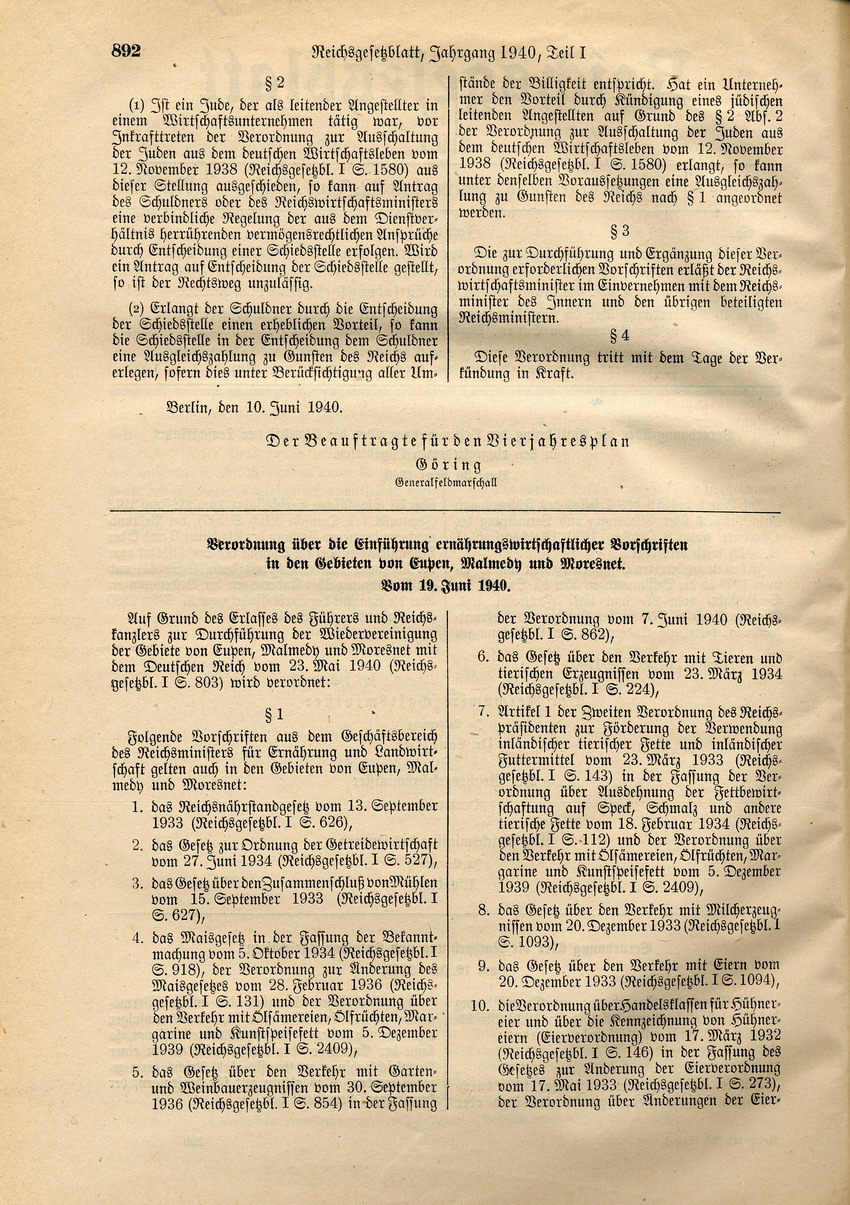 892
Reichsgesetzblatt, Jahrgang 1940, Teil I
§ 2
(1) Ist ein Jude, der als leitender Angestellter in
einem Wirtschaftsunternehmen tätig war, vor
Inkrafttreten der Verordnung zur Ausschaltung
der Juden aus dem deutschen Wirtschaftsleben vom
12. November 1938 (Reichsgesetzbl. I S. 1580) aus
dieser Stellung ausgeschieden, so kann auf Antrag
des Schuldners oder des Reichswirtschaftsministers
eine verbindliche Regelung der aus dem Dienstver-
hältnis herrührenden vermögensrechtlichen Ansprüche
durch Entscheidung einer Schiedsstelle erfolgen. Wird
ein Antrag auf Entscheidung der Schiedsstelle gestellt,
so ist der Rechtsweg unzulässig.
(2) Erlangt der Schuldner durch die Entscheidung
der Schiedsstelle einen erheblichen Vorteil, so kann
die Schiedsstelle in der Entscheidung dem Schuldner
eine Ausgleichszahlung zu Gunsten des Reichs auf-
erlegen, sofern dies unter Berücksichtigung aller Um-
stände der Billigkeit entspricht. Hat ein Unterneh-
mer den Vorteil durch Kündigung eines jüdischen
leitenden Angestellten auf Grund des § 2 Abs. 2
der Verordnung zur Ausschaltung der Juden aus
dem deutschen Wirtschaftsleben vom 12. November
1938 (Reichsgesetzbl. I S. 1580) erlangt, so kann
unter denselben Voraussetzungen eine Ausgleichszah-
lung zu Gunsten des Reichs nach § 1 angeordnet
werden.
§ 3
Die zur Durchführung und Ergänzung dieser Ver-
ordnung erforderlichen Vorschriften erläßt der Reichs-
wirtschaftsminister im Einvernehmen mit dem Reichs-
minister des Innern und den übrigen beteiligten
Reichsministern.
§ 4
Diese Verordnung tritt mit dem Tage der Ver-
kündung in Kraft.
Berlin, den 10. Juni 1940.
Der Beauftragte für den Vierjahresplan
Göring
Generalfeldmarschall
Verordnung über die Einführung ernährungswirtschaftlicher Vorschriften
in den Gebieten von Eupen, Malmedy und Moresnet.
Vom 19. Juni 1940.
Auf Grund des Erlasses des Führers und Reichs-
kanzlers zur Durchführung der Wiedervereinigung
der Gebiete von Eupen, Malmedy und Moresnet mit
dem Deutschen Reich vom 23. Mai 1940 (Reichs-
gesetzbl. I S. 803) wird verordnet:
§ 1
Folgende Vorschriften aus dem Geschäftsbereich
des Reichsministers für Ernährung und Landwirt-
schaft gelten auch in den Gebieten von Eupen, Mal-
medy und Moresnet:
1. das Reichsnährstandgesetz vom 13. September
1933 (Reichsgesetzbl. I S. 626),
2. das Gesetz zur Ordnung der Getreidewirtschaft
vom 27. Juni 1934 (Reichsgesetzbl. I S. 527),
3. das Gesetz über den Zusammenschluß von Mühlen
vom 15. September 1933 (Reichsgesetzbl. I
S. 627),
4. das Maisgesetz in der Fassung der Bekannt-
machung vom 5. Oktober 1934 (Reichsgesetzbl. I
S. 918), der Verordnung zur Änderung des
Maisgesetzes vom 28. Februar 1936 (Reichs-
gesetzbl. I S. 131) und der Verordnung über
den Verkehr mit Ölsämereien, Ölfrüchten, Mar-
garine und Kunstspeisefett vom 5. Dezember
1939 (Reichsgesetzbl. I S. 2409),
5. das Gesetz über den Verkehr mit Garten-
und Weinbauerzeugnissen vom 30. September
1936 (Reichsgesetzbl. I S. 854) in der Fassung
der Verordnung vom 7. Juni 1940 (Reichs-
gesetzbl. I S. 862),
6. das Gesetz über den Verkehr mit Tieren und
tierischen Erzeugnissen vom 23. März 1934
(Reichsgesetzbl. I S. 224),
7. Artikel 1 der Zweiten Verordnung des Reichs-
präsidenten zur Förderung der Verwendung
inländischer tierischer Fette und inländischer
Futtermittel vom 23. März 1933 (Reichs-
gesetzbl. I S. 143) in der Fassung der Ver-
ordnung über Ausdehnung der Fettbewirt-
schaftung auf Speck, Schmalz und andere
tierische Fette vom 18. Februar 1934 (Reichs-
gesetzbl. I S. 112) und der Verordnung über
den Verkehr mit Ölsämereien, Ölfrüchten, Mar-
garine und Kunstspeisefett vom 5. Dezember
1939 (Reichsgesetzbl. I S. 2409),
8. das Gesetz über den Verkehr mit Milcherzeug-
nissen vom 20. Dezember 1933 (Reichsgesetzbl. I
S. 1093),
9. das Gesetz über den Verkehr mit Eiern vom
20. Dezember 1933 (Reichsgesetzbl. I S. 1094),
10. die Verordnung über Handelsklassen für Hühner-
eier und über die Kennzeichnung von Hühner-
eiern (Eierverordnung) vom 17. März 1932
(Reichsgesetzbl. I S. 146) in der Fassung des
Gesetzes zur Änderung der Eierverordnung
vom 17. Mai 1933 (Reichsgesetzbl. I S. 273),
der Verordnung über Änderungen der Eier-